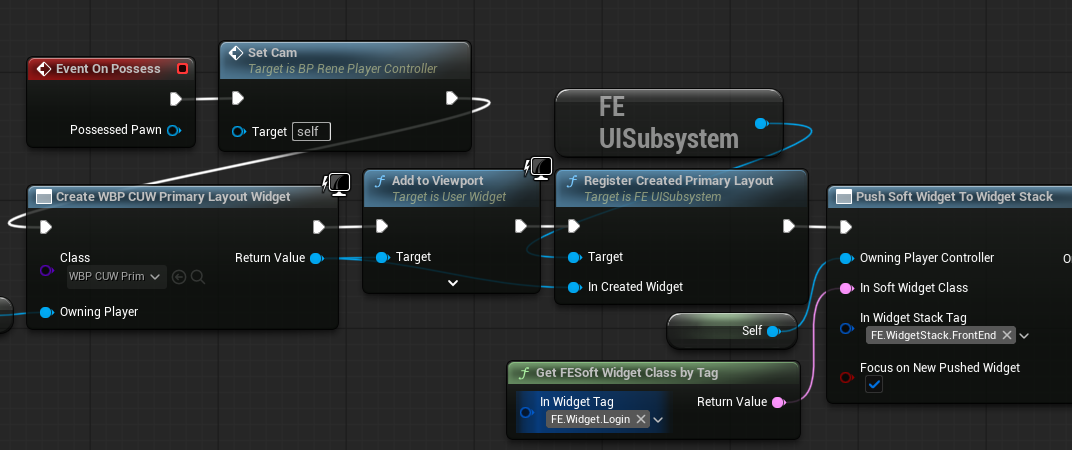 Event On Possess
Possessed Pawn
Set Cam
Target is BP Rene Player Controller
Target self
FE
UISubsystem
Create WBP CUW Primary Layout Widget
Class
WBP CUW Prim
Return Value
Owning Player
Add to Viewport
Target is User Widget
Target
Register Created Primary Layout
Target is FE UISubsystem
Target
In Created Widget
Self
Get FESoft Widget Class by Tag
In Widget Tag
FE.Widget.Login
Return Value
Push Soft Widget To Widget Stack
Owning Player Controller
In Soft Widget Class
In Widget Stack Tag
FE.WidgetStack.FrontEnd
Focus on New Pushed Widget